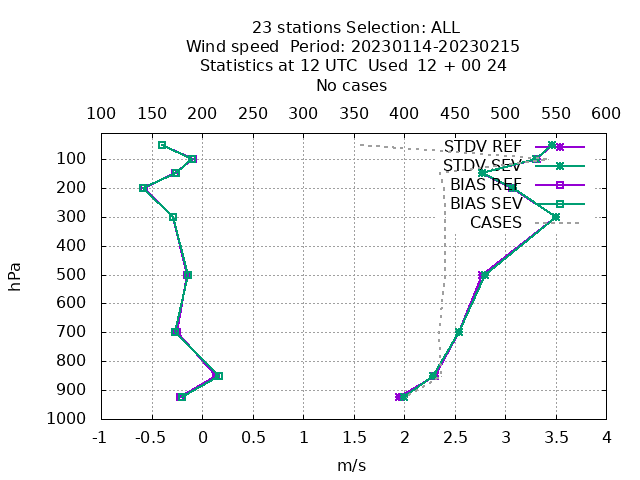 23 stations Selection: ALL
Wind speed  Period: 20230114-20230215
Statistics at 12 UTC  Used  12 + 00 24
No cases
100 150 200 250 300 350 400 450 500 550 600
STDV REF
STDV SEV
BIAS REF
BIAS SEV
CASES
hPa
100
200
300
400
500
600
700
800
900
1000
-1 -0.5 0 0.5 1 1.5 2 2.5 3 3.5 4
m/s